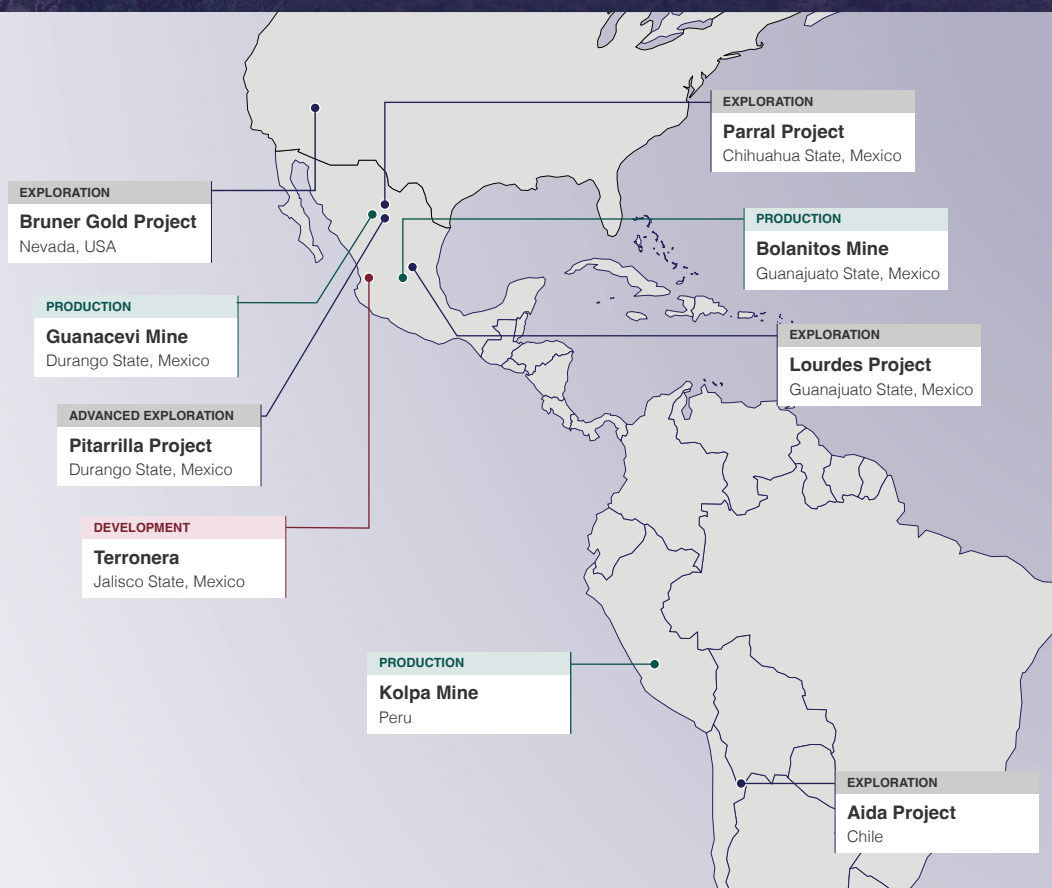 EXPLORATION
Parral Project
Chihuahua State, Mexico
EXPLORATION
Bruner Gold Project
Nevada, USA
PRODUCTION
Bolanitos Mine
Guanajuato State, Mexico
PRODUCTION
Guanacevi Mine
Durango State, Mexico
EXPLORATION
Lourdes Project
Guanajuato State, Mexico
ADVANCED EXPLORATION
Pitarrilla Project
Durango State, Mexico
DEVELOPMENT
Terronera
Jalisco State, Mexico
PRODUCTION
Kolpa Mine
Peru
EXPLORATION
Aida Project
Chile